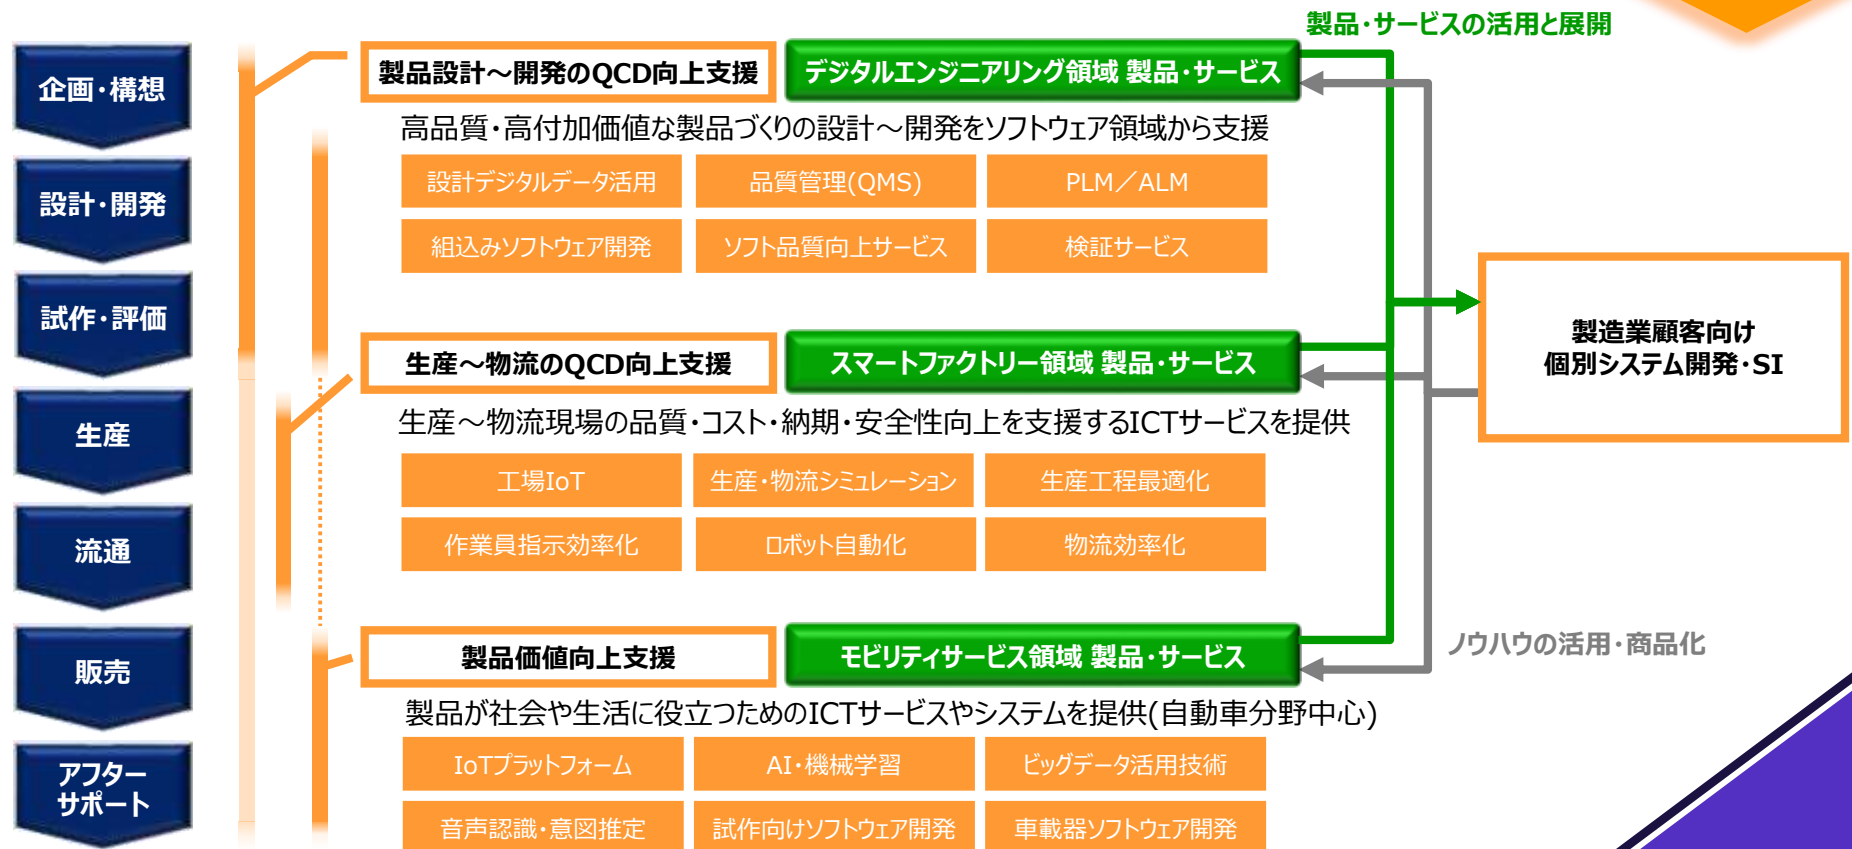 製品・サービスの活用と展開
企画・構想
設計・開発
試作・評価
生産
流通
販売
アフター
サポート
製品設計～開発のQCD向上支援
デジタルエンジニアリング領域 製品・サービス
高品質・高付加価値な製品づくりの設計～開発をソフトウェア領域から支援
設計デジタルデータ活用
品質管理(QMS)
PLM／ALM
組込みソフトウェア開発
ソフト品質向上サービス
検証サービス
生産～物流のQCD向上支援
スマートファクトリー領域 製品・サービス
生産～物流現場の品質・コスト・納期・安全性向上を支援するICTサービスを提供
工場IoT
生産・物流シミュレーション
生産工程最適化
作業員指示効率化
ロボット自動化
物流効率化
製品価値向上支援
モビリティサービス領域 製品・サービス
製品が社会や生活に役立つためのICTサービスやシステムを提供(自動車分野中心)
IoTプラットフォーム
AI・機械学習
ビッグデータ活用技術
音声認識・意図推定
試作向けソフトウェア開発
車載器ソフトウェア開発
製造業顧客向け
個別システム開発・SI
ノウハウの活用・商品化